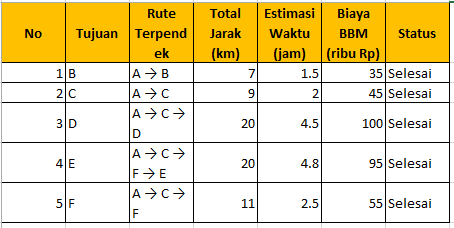 No Tujuan Rute Terpend ek Total Jarak (km) Estimasi Waktu (jam) Biaya BBM (ribu Rp) Status
1 B A → B 7 1.5 35 Selesai
2 C A → C 9 2 45 Selesai
3 D A → C → D 20 4.5 100 Selesai
4 E A → C → F → E 20 4.8 95 Selesai
5 F A → C → F 11 2.5 55 Selesai